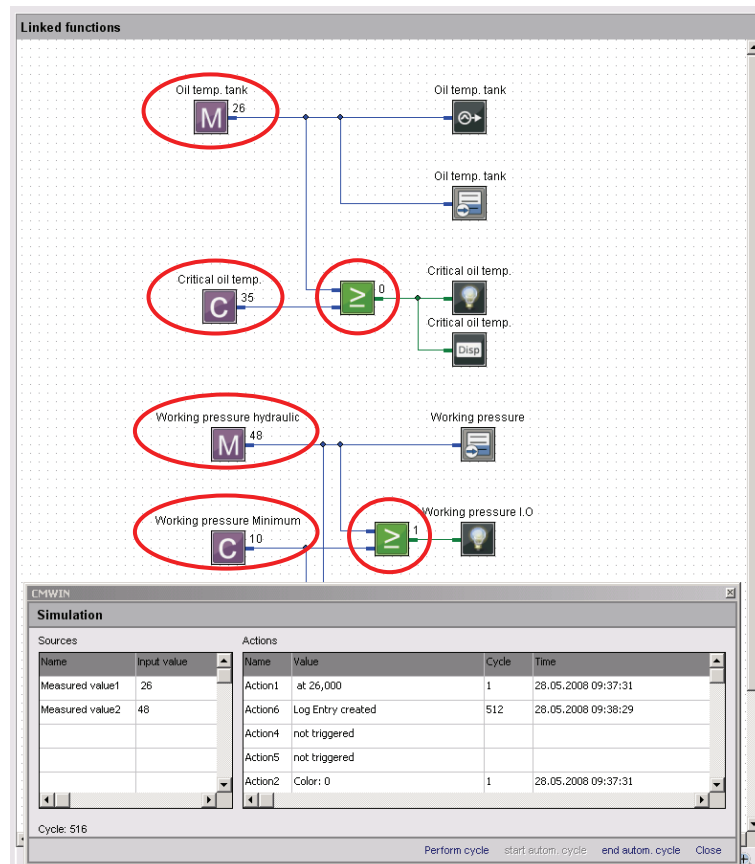 Linked functions
Oil temp. tank
Oil temp. tank
M 26
Oil temp. tank
Critical oil temp.
Critical oil temp.
C 35
≥ 0
Critical oil temp.
Disp
Working pressure hydraulic
Working pressure
M 48
Working pressure Minimum
Working pressure I.O
C 10
≥ 1
CMWIN
Simulation
Sources
Actions
Name Input value
Name Value Cycle Time
Measured value1 26
Action1 at 26,000 1 28.05.2008 09:37:31
Measured value2 48
Action6 Log Entry created 512 28.05.2008 09:38:29
Action4 not triggered
Action5 not triggered
Action2 Color: 0 1 28.05.2008 09:37:31
Cycle: 516
Perform cycle start autom. cycle end autom. cycle Close